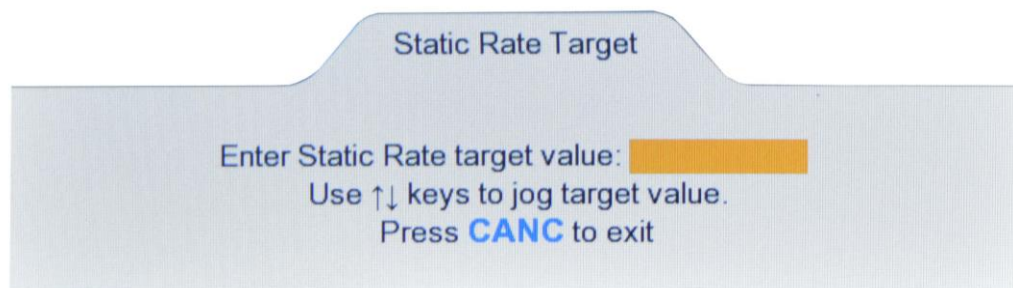 Static Rate Target
Enter Static Rate target value:
Use ↑↓ keys to jog target value.
Press CANC to exit